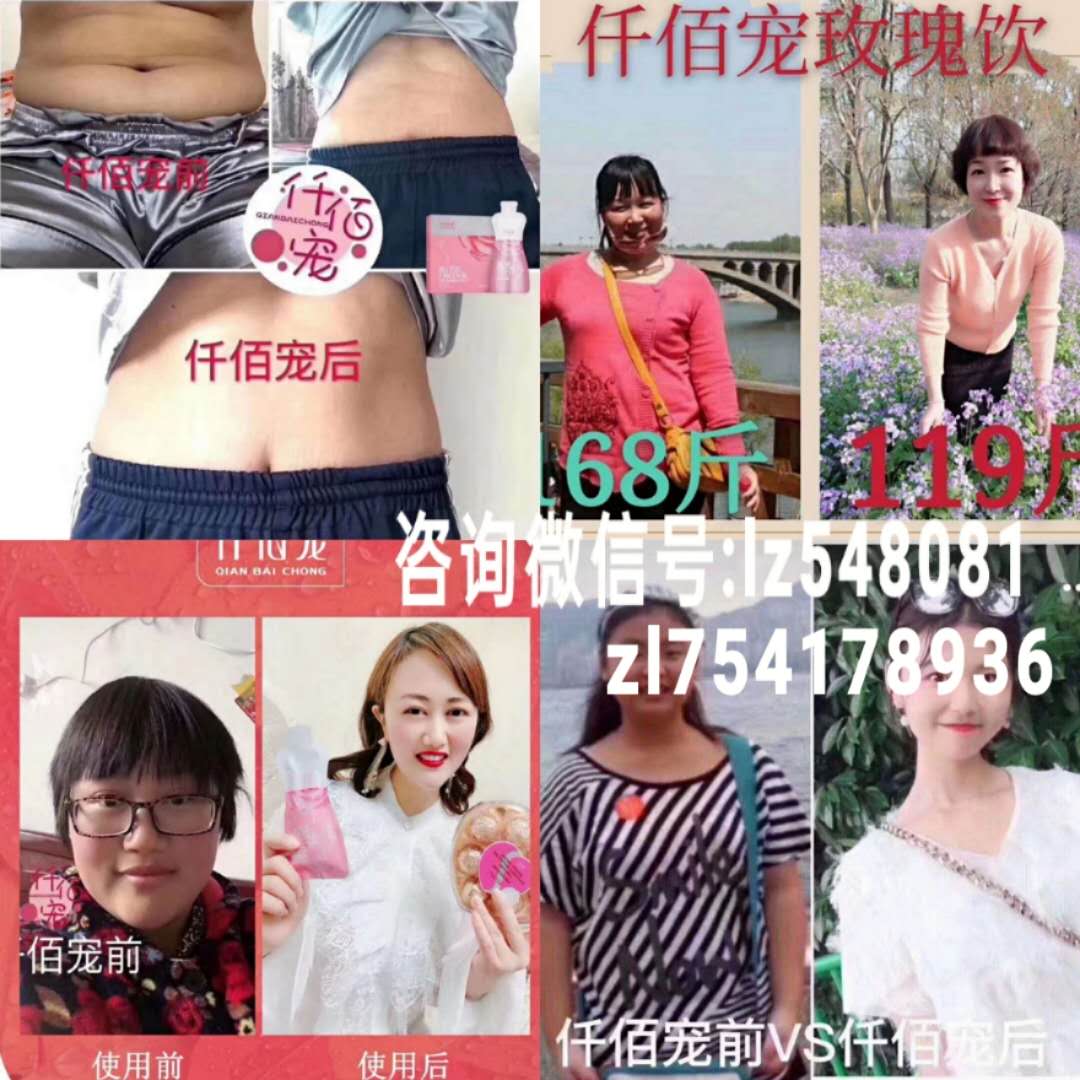 仟佰宠玫瑰饮
仟佰宠前
仟佰宠
QIANBAICHONG
仟佰宠后
168斤
119斤
仟佰宠
QIAN BAI CHONG
咨询微信号:lz548081 ..
zl754178936
仟佰宠
佰宠前
使用前
使用后
仟佰宠前VS仟佰宠后